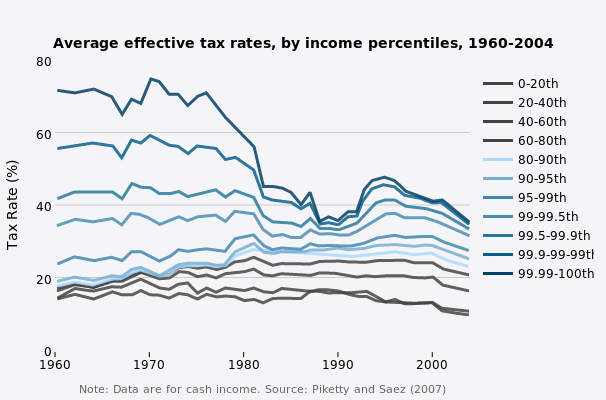 Average effective tax rates, by income percentiles, 1960-2004
Tax Rate (%)
80
60
40
20
0
1960
1970
1980
1990
2000
0-20th
20-40th
40-60th
60-80th
80-90th
90-95th
95-99th
99-99.5th
99.5-99.9th
99.9-99-99tl
99.99-100th
Note: Data are for cash income. Source: Piketty and Saez (2007)